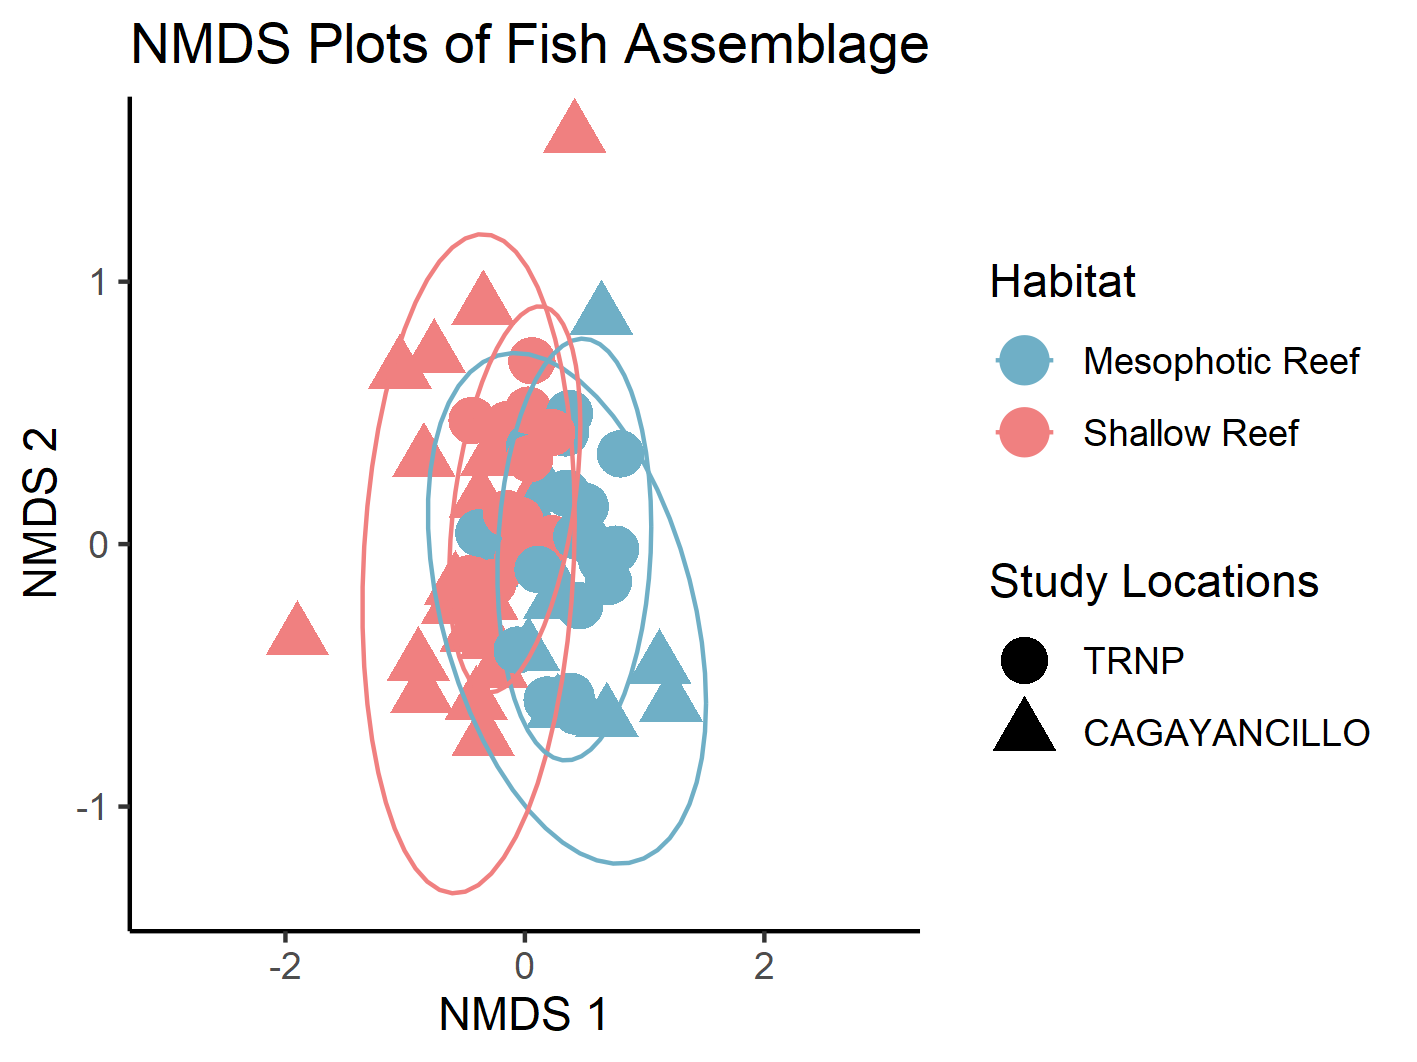 NMDS Plots of Fish Assemblage
NMDS 2
1
0
-1
-2
0
2
NMDS 1
Habitat
Mesophotic Reef
Shallow Reef
Study Locations
TRNP
CAGAYANCILLO